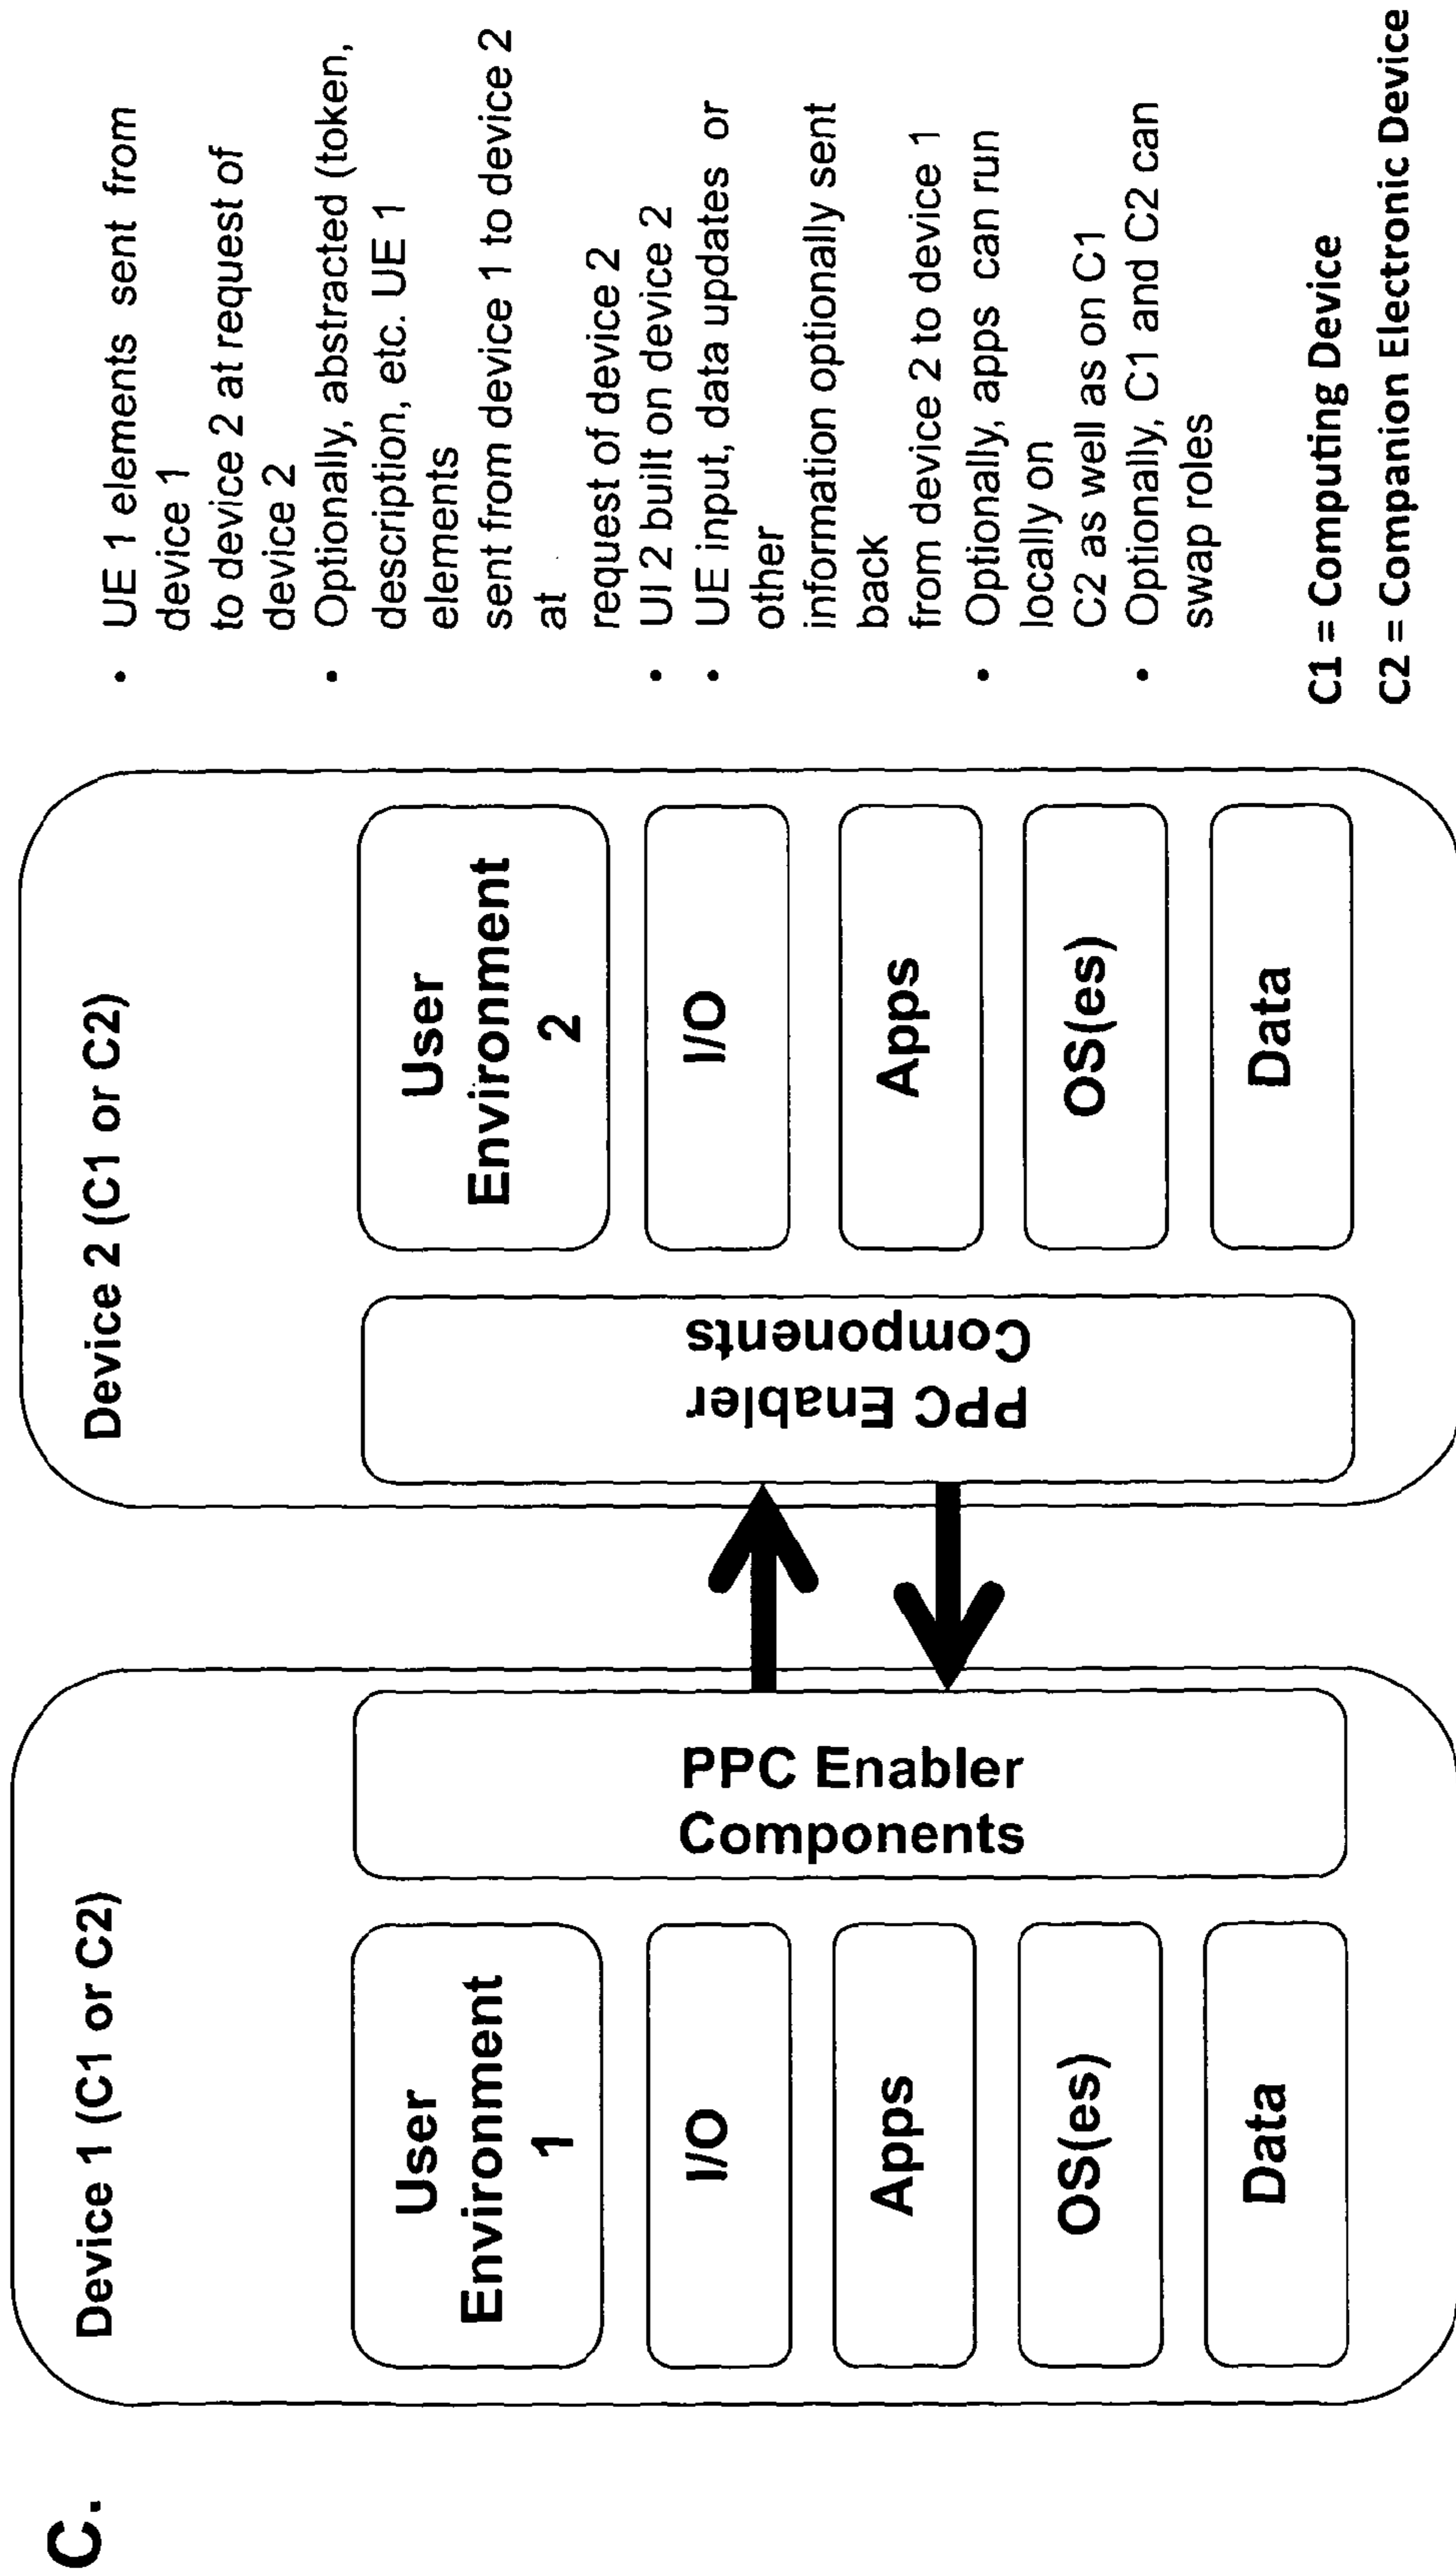 C.
Device 1 (C1 or C2)
User
Environment
1
I/O
Apps
OS(es)
Data
PPC Enabler
Components
Device 2 (C1 or C2)
PPC Enabler
Components
User
Environment
2
I/O
Apps
OS(es)
Data
• UE 1 elements sent from
device 1
to device 2 at request of
device 2
• Optionally, abstracted (token,
description, etc. UE 1
elements
sent from device 1 to device 2
at
request of device 2
• UI 2 built on device 2
• UE input, data updates or
other
information optionally sent
back
from device 2 to device 1
• Optionally, apps can run
locally on
C2 as well as on C1
• Optionally, C1 and C2 can
swap roles
C1 = Computing Device
C2 = Companion Electronic Device